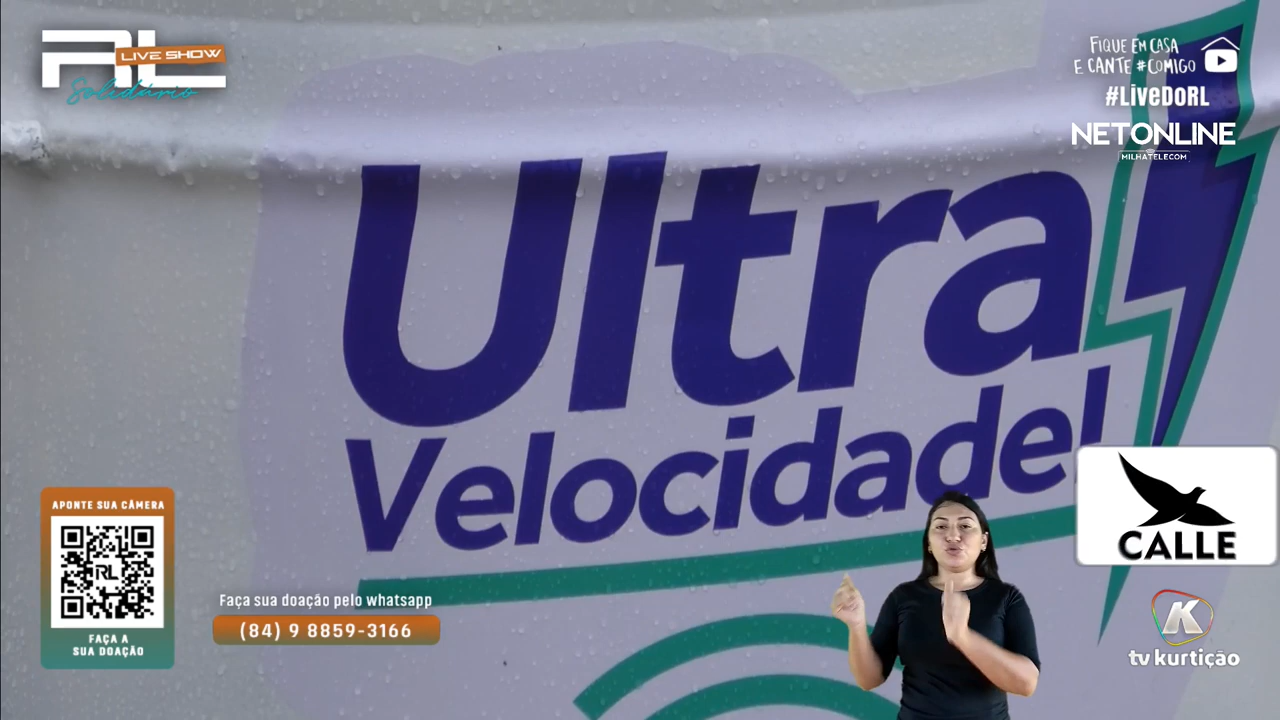 RL
LIVE SHOW
Solidário
FIQUE EM CASA
E CANTE #COMIGO
#LIVEDORL
NETONLINE
MILHATELECOM
Ultra
Velocidade!
CALLE
K
tv kurtição
APONTE SUA CÂMERA
RL
FAÇA A
SUA DOAÇÃO
Faça sua doação pelo whatsapp
(84) 9 8859-3166